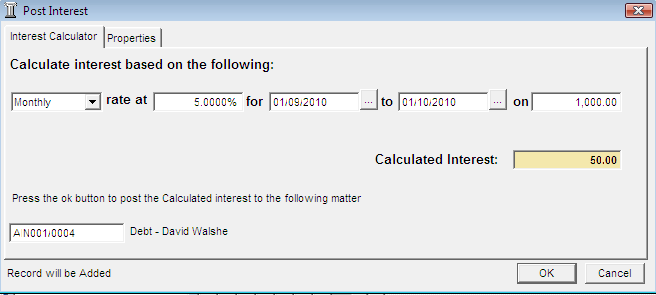 Post Interest
Interest Calculator Properties
Calculate interest based on the following:
Monthly rate at 5.0000% for 01/09/2010 ... to 01/10/2010 ... on 1,000.00
Calculated Interest: 50.00
Press the ok button to post the Calculated interest to the following matter
AIN001/0004 Debt - David Walshe
Record will be Added OK Cancel